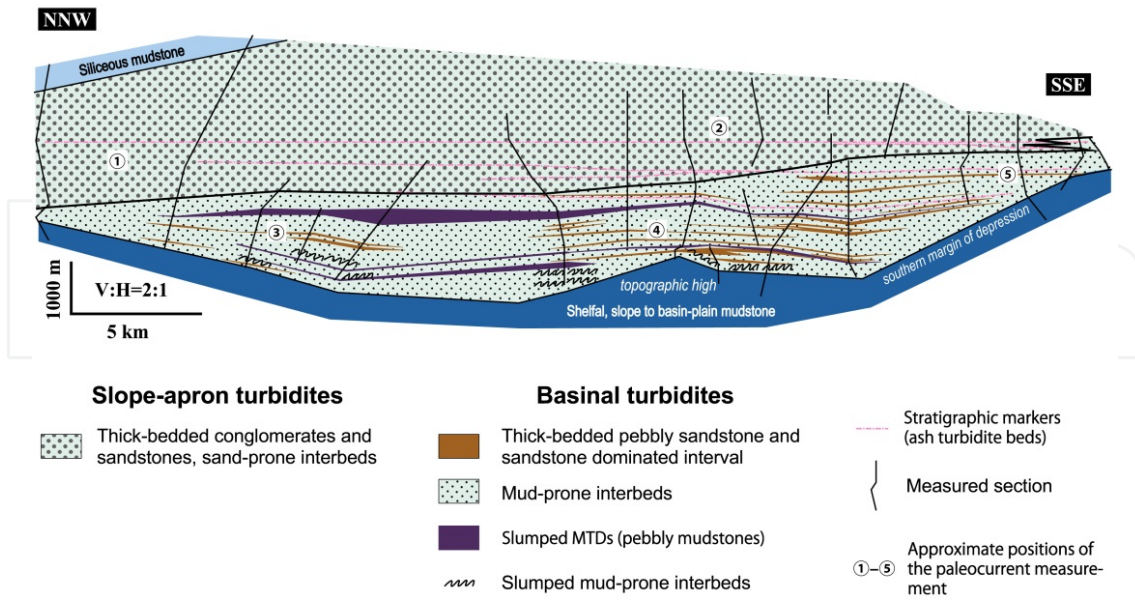 NNW
Siliceous mudstone
SSE
①
②
③
④
⑤
southern margin of depression
topographic high
Shelfal, slope to basin-plain mudstone
1000 m
V:H=2:1
5 km
Slope-apron turbidites
Thick-bedded conglomerates and
sandstones, sand-prone interbeds
Basinal turbidites
Thick-bedded pebbly sandstone and
sandstone dominated interval
Mud-prone interbeds
Slumped MTDs (pebbly mudstones)
Slumped mud-prone interbeds
Stratigraphic markers
(ash turbidite beds)
Measured section
①–⑤ Approximate positions of
the paleocurrent measure-
ment